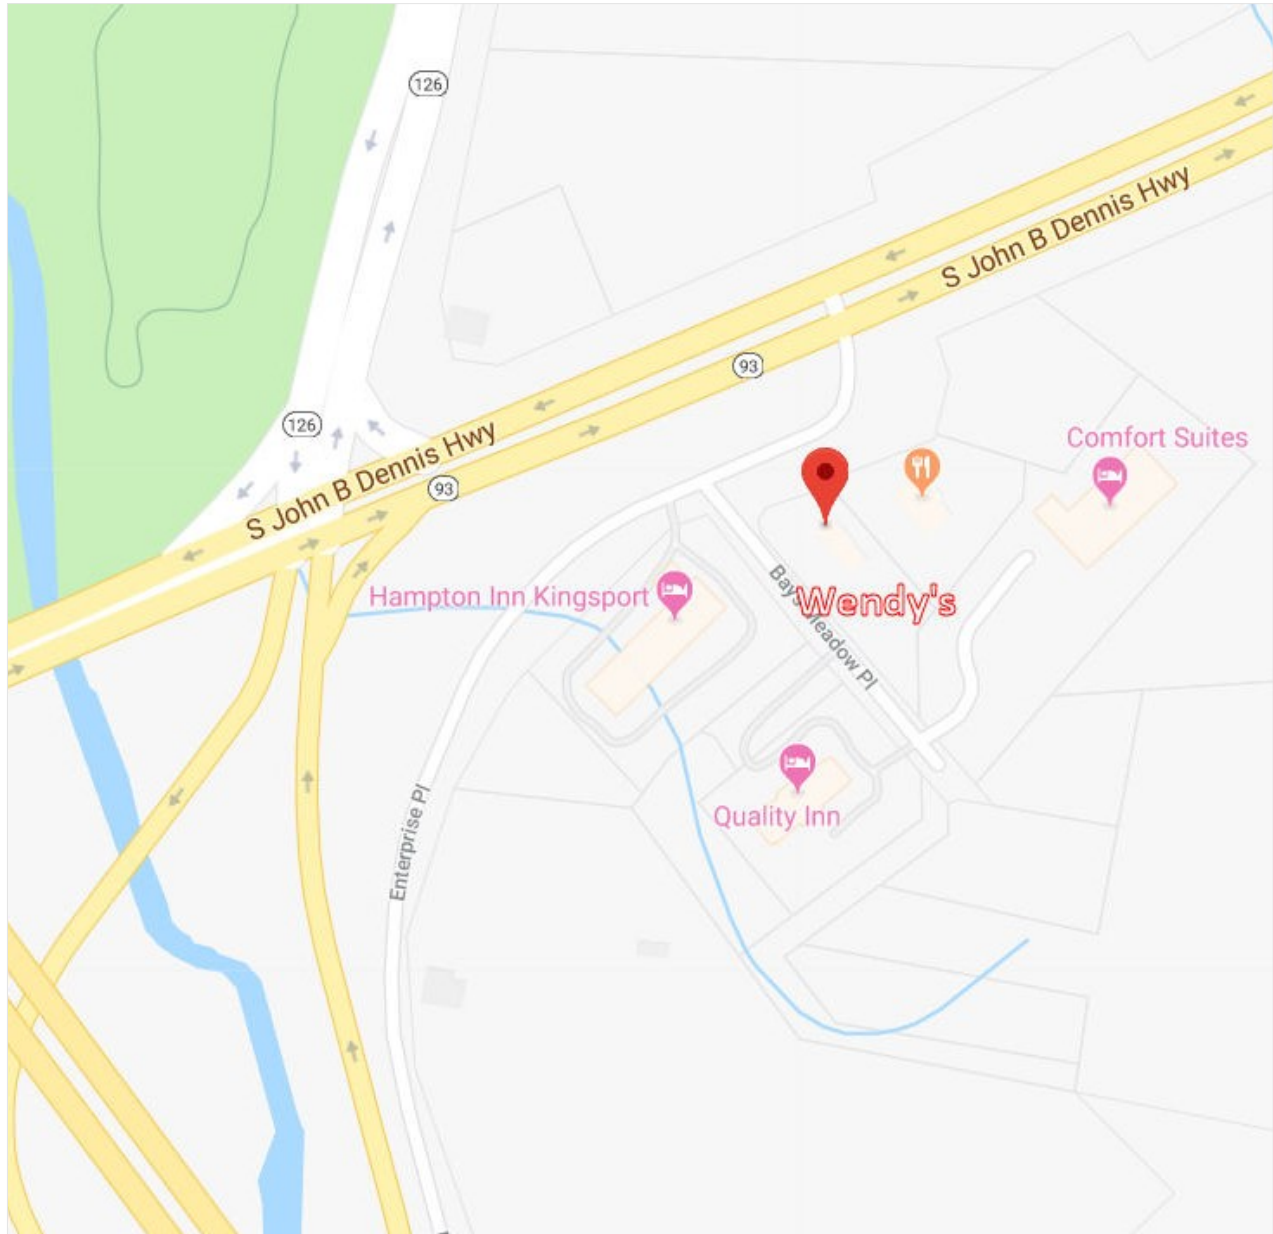 126
S John B Dennis Hwy
93
126
S John B Dennis Hwy
93
Comfort Suites
Hampton Inn Kingsport
Wendy's
Bays Meadow Pl
Quality Inn
Enterprise Pl